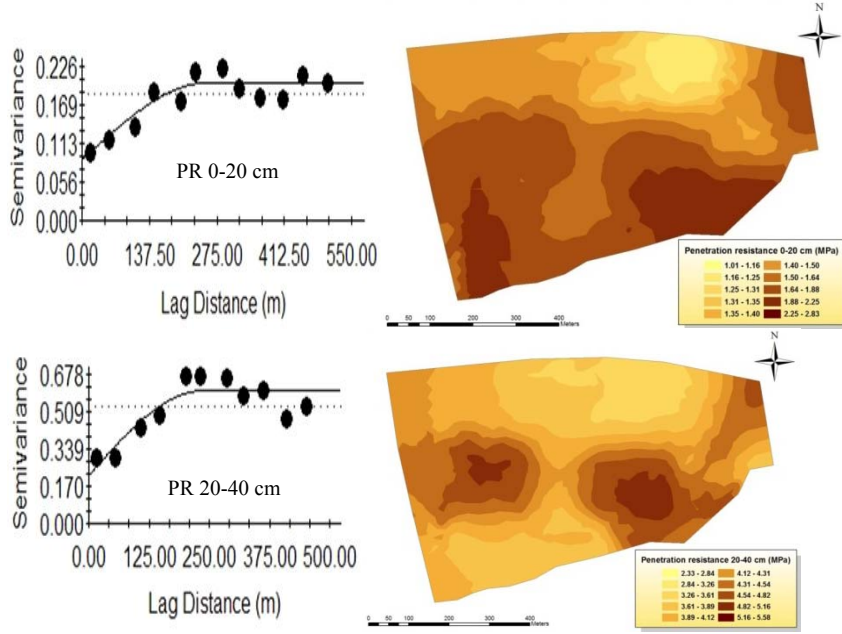 N
Semivariance
0.226
0.169
0.113
0.056
0.000
PR 0-20 cm
0.00 137.50 275.00 412.50 550.00
Lag Distance (m)
Penetration resistance 0-20 cm (MPa)
1.01 - 1.16 1.40 - 1.50
1.16 - 1.25 1.50 - 1.64
1.25 - 1.31 1.64 - 1.88
1.31 - 1.35 1.88 - 2.25
1.35 - 1.40 2.25 - 2.83
0 50 100 200 300 400
Meters
N
Semivariance
0.678
0.509
0.339
0.170
0.000
PR 20-40 cm
0.00 125.00 250.00 375.00 500.00
Lag Distance (m)
Penetration resistance 20-40 cm (MPa)
2.33 - 2.84 4.12 - 4.31
2.84 - 3.26 4.31 - 4.54
3.26 - 3.61 4.54 - 4.82
3.61 - 3.89 4.82 - 5.16
3.89 - 4.12 5.16 - 5.58
0 50 100 200 300 400
Meters